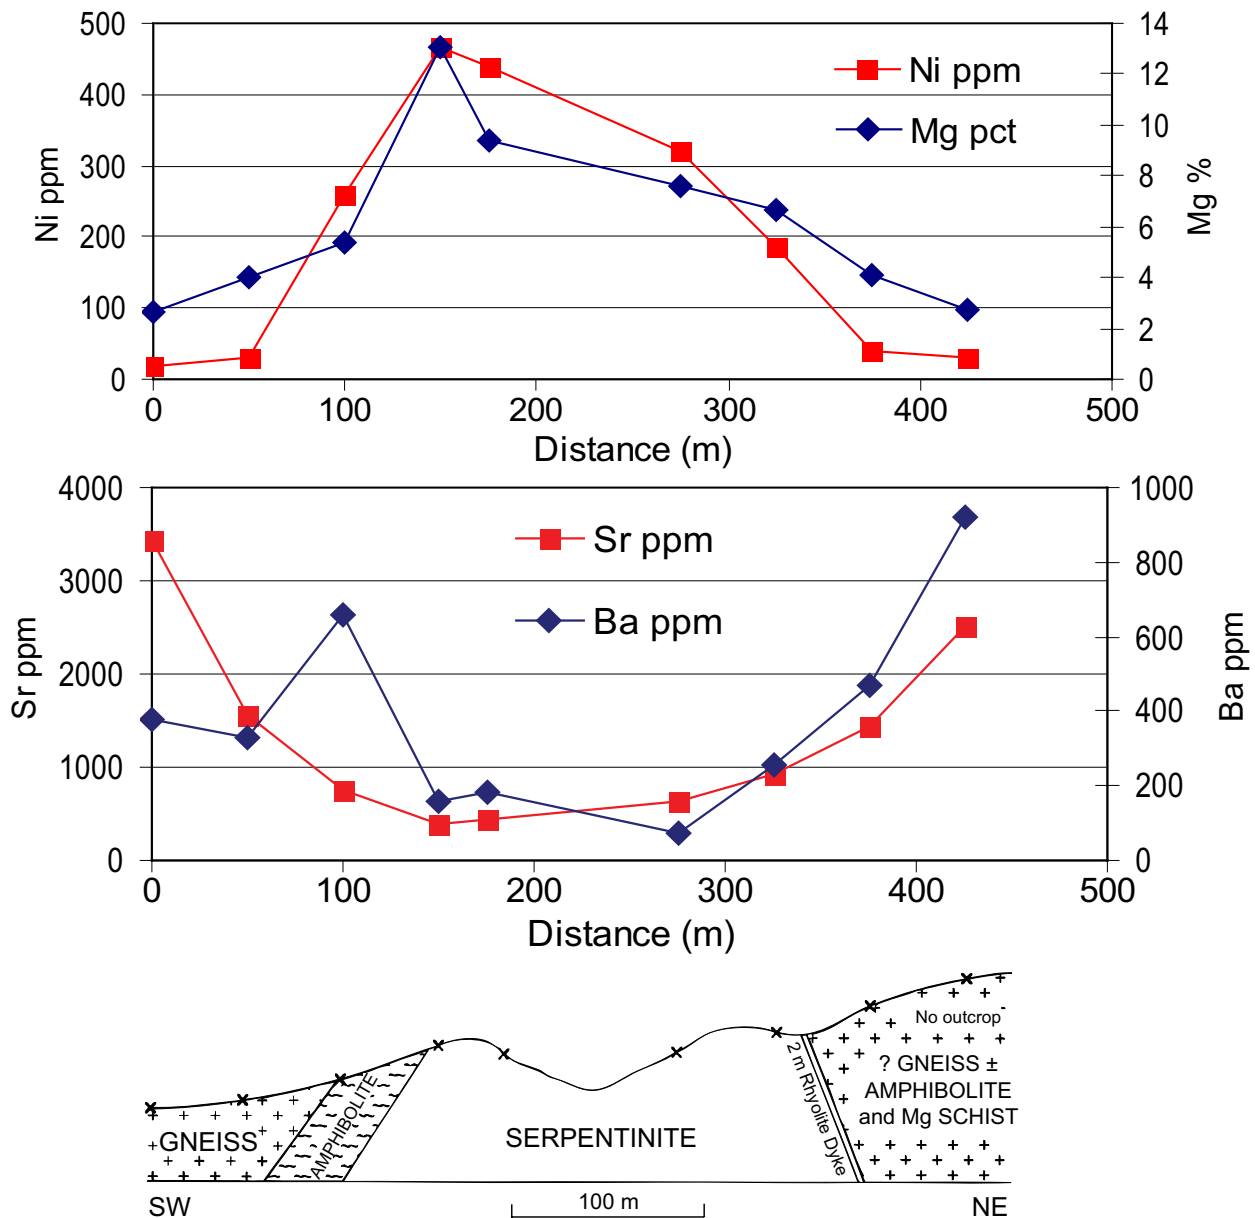 500
400
300
200
100
0
Ni ppm
Ni ppm
Mg pct
14
12
10
8
6
4
2
0
Mg %
0 100 200 300 400 500
Distance (m)
4000
3000
2000
1000
0
Sr ppm
Sr ppm
Ba ppm
1000
800
600
400
200
0
Ba ppm
0 100 200 300 400 500
Distance (m)
GNEISS
AMPHIBOLITE
SERPENTINITE
2 m Rhyolite Dyke
No outcrop
? GNEISS ±
AMPHIBOLITE
and Mg SCHIST
SW
100 m
NE